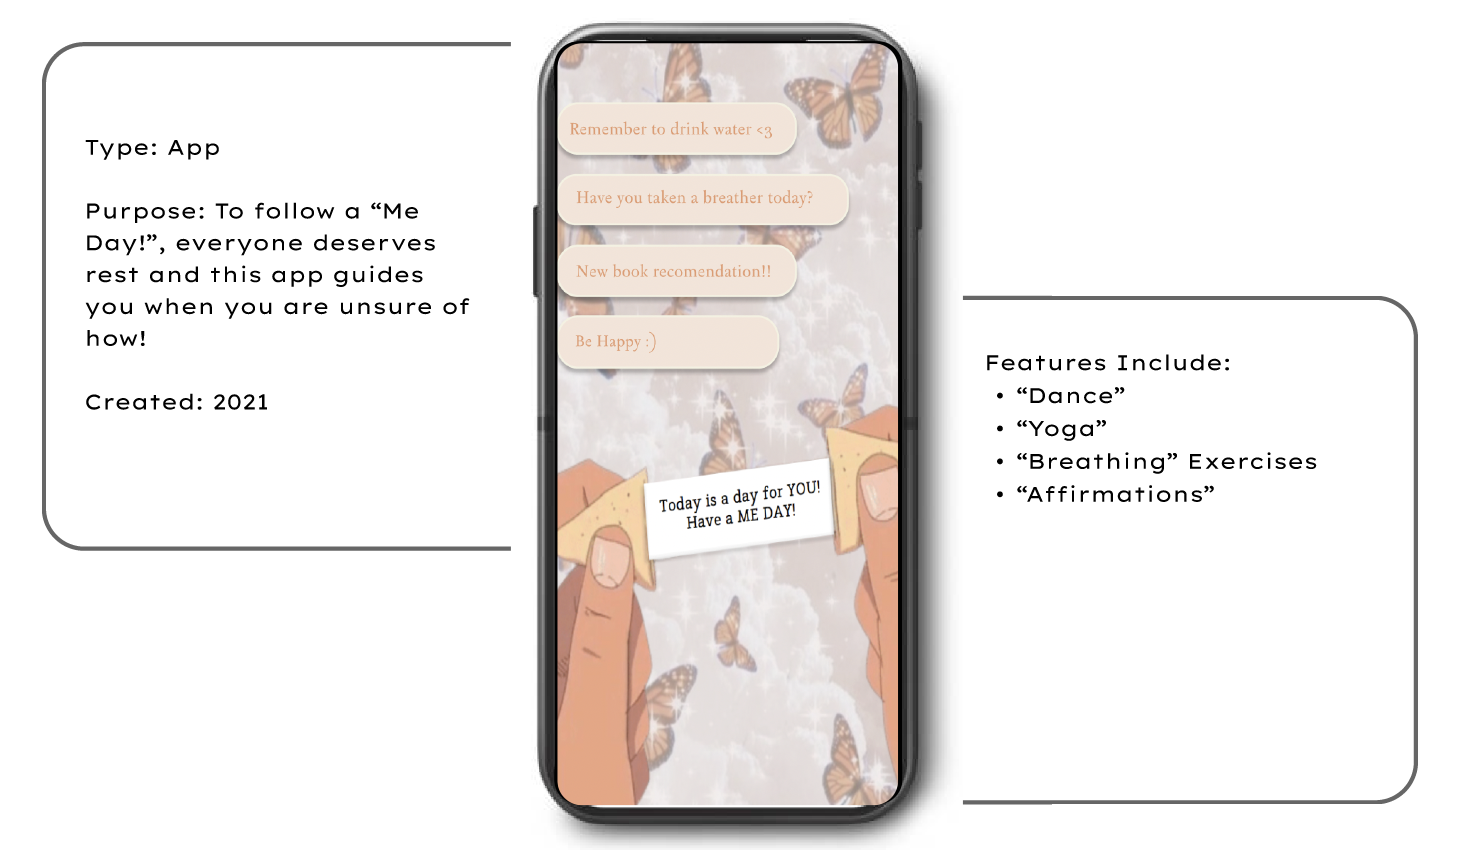 Type: App
Purpose: To follow a “Me
Day!”, everyone deserves
rest and this app guides
you when you are unsure of
how!
Created: 2021
Remember to drink water <3
Have you taken a breather today?
New book recomendation!!
Be Happy :)
Today is a day for YOU!
Have a ME DAY!
Features Include:
• “Dance”
• “Yoga”
• “Breathing” Exercises
• “Affirmations”